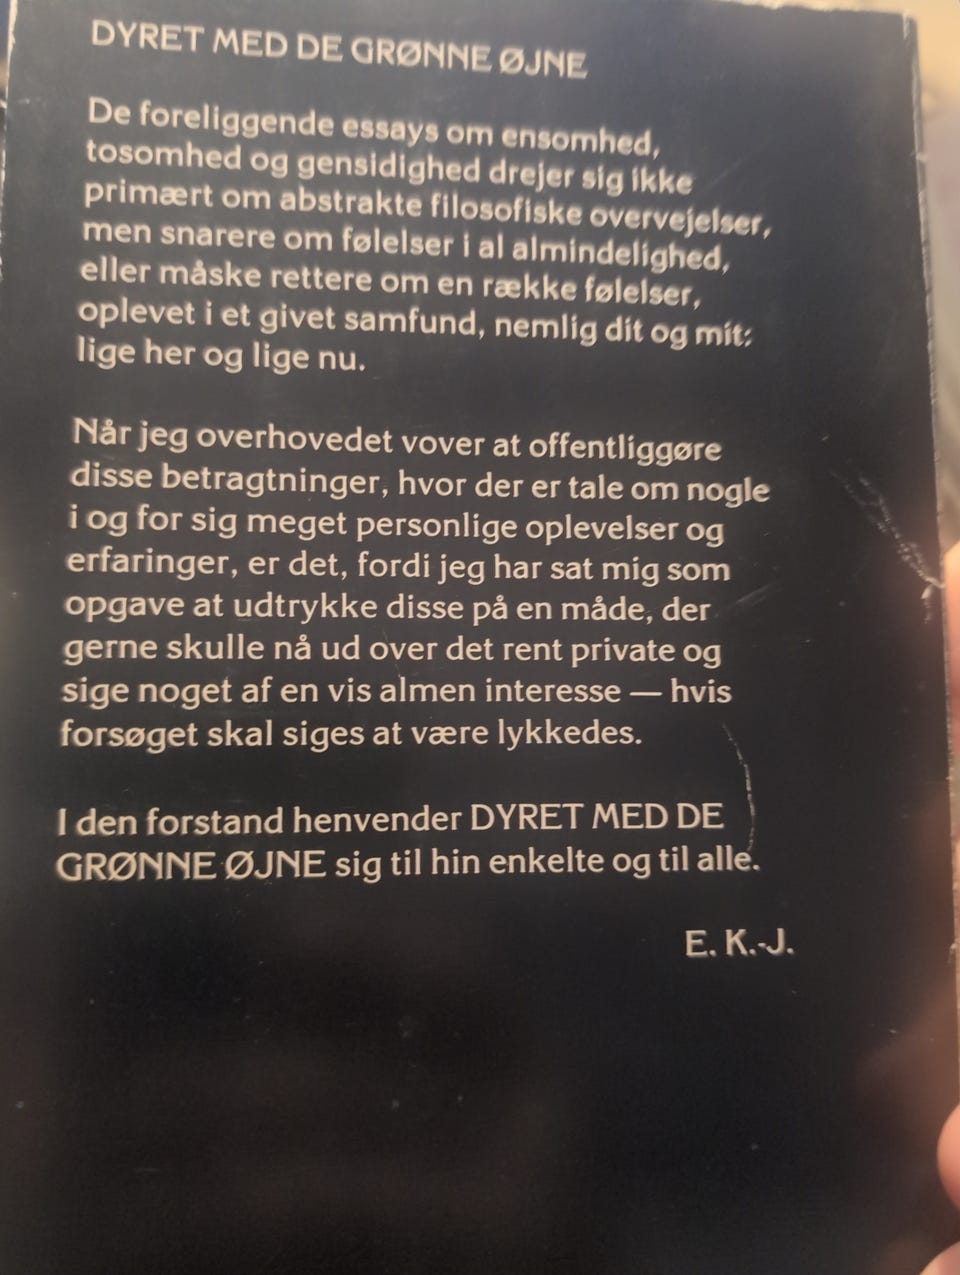 DYRET MED DE GRØNNE ØJNE
De foreliggende essays om ensomhed,
tosomhed og gensidighed drejer sig ikke
primært om abstrakte filosofiske overvejelser,
men snarere om følelser i al almindelighed,
eller måske rettere om en række følelser,
oplevet i et givet samfund, nemlig dit og mit:
lige her og lige nu.
Når jeg overhovedet vover at offentliggøre
disse betragtninger, hvor der er tale om nogle
i og for sig meget personlige oplevelser og
erfaringer, er det, fordi jeg har sat mig som
opgave at udtrykke disse på en måde, der
gerne skulle nå ud over det rent private og
sige noget af en vis almen interesse — hvis
forsøget skal siges at være lykkedes.
I den forstand henvender DYRET MED DE
GRØNNE ØJNE sig til hin enkelte og til alle.
E. K.-J.